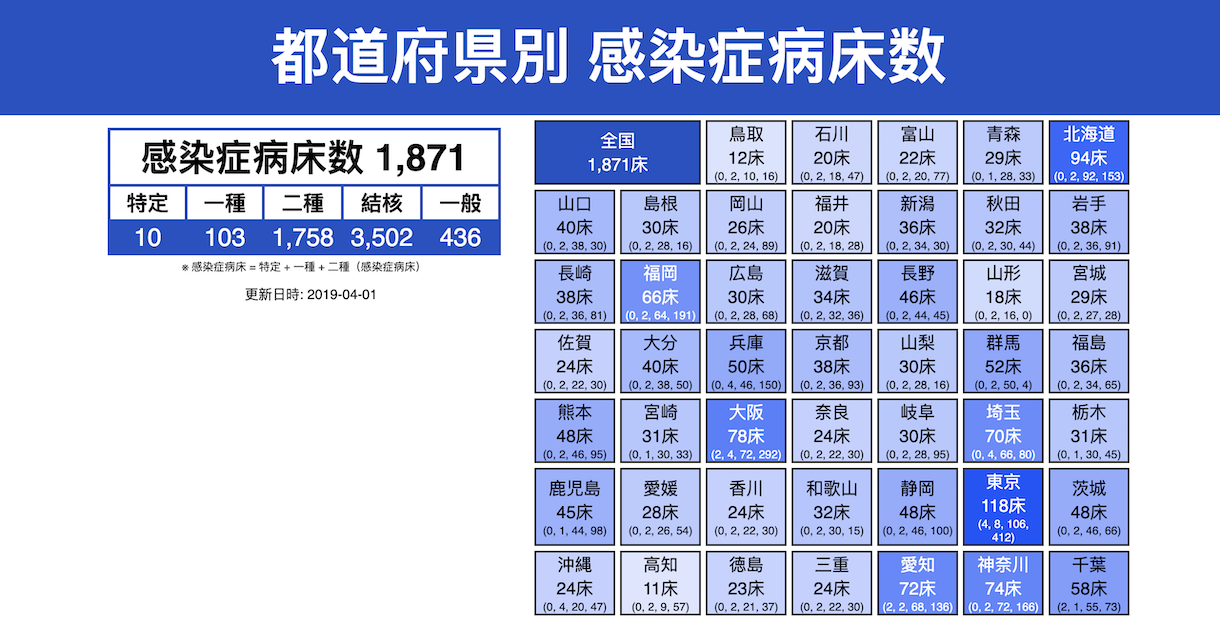 都道府県別 感染症病床数
感染症病床数 1,871
特定 一種 二種 結核 一般
10 103 1,758 3,502 436
※ 感染症病床 = 特定 + 一種 + 二種（感染症病床）
更新日時: 2019-04-01
全国 鳥取 石川 富山 青森 北海道
1,871床 12床 20床 22床 29床 94床
(0, 2, 10, 16) (0, 2, 18, 47) (0, 2, 20, 77) (0, 1, 28, 33) (0, 2, 92, 153)
山口 島根 岡山 福井 新潟 秋田 岩手
40床 30床 26床 20床 36床 32床 38床
(0, 2, 38, 30) (0, 2, 28, 16) (0, 2, 24, 89) (0, 2, 18, 28) (0, 2, 34, 30) (0, 2, 30, 44) (0, 2, 36, 91)
長崎 福岡 広島 滋賀 長野 山形 宮城
38床 66床 30床 34床 46床 18床 29床
(0, 2, 36, 81) (0, 2, 64, 191) (0, 2, 28, 68) (0, 2, 32, 36) (0, 2, 44, 45) (0, 2, 16, 0) (0, 2, 27, 28)
佐賀 大分 兵庫 京都 山梨 群馬 福島
24床 40床 50床 38床 30床 52床 36床
(0, 2, 22, 30) (0, 2, 38, 50) (0, 4, 46, 150) (0, 2, 36, 93) (0, 2, 28, 16) (0, 2, 50, 4) (0, 2, 34, 65)
熊本 宮崎 大阪 奈良 岐阜 埼玉 栃木
48床 31床 78床 24床 30床 70床 31床
(0, 2, 46, 95) (0, 1, 30, 33) (2, 4, 72, 292) (0, 2, 22, 30) (0, 2, 28, 95) (0, 4, 66, 80) (0, 1, 30, 45)
鹿児島 愛媛 香川 和歌山 静岡 東京 茨城
45床 28床 24床 32床 48床 118床 48床
(0, 1, 44, 98) (0, 2, 26, 54) (0, 2, 22, 30) (0, 2, 30, 15) (0, 2, 46, 100) (4, 8, 106, 412) (0, 2, 46, 66)
沖縄 高知 徳島 三重 愛知 神奈川 千葉
24床 11床 23床 24床 72床 74床 58床
(0, 4, 20, 47) (0, 2, 9, 57) (0, 2, 21, 37) (0, 2, 22, 30) (2, 2, 68, 136) (0, 2, 72, 166) (2, 1, 55, 73)